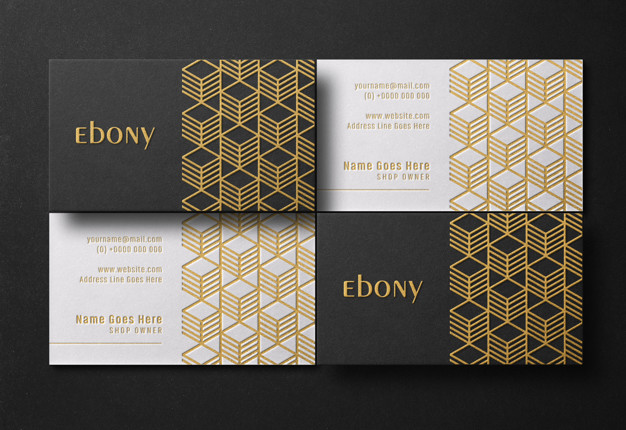 Ebony
yourname@mail.com
(0) +0000 000 000
www.website.com
Address Line Goes Here
Name Goes Here
SHOP OWNER
yourname@mail.com
(0) +0000 000 000
www.website.com
Address Line Goes Here
Name Goes Here
SHOP OWNER
Ebony